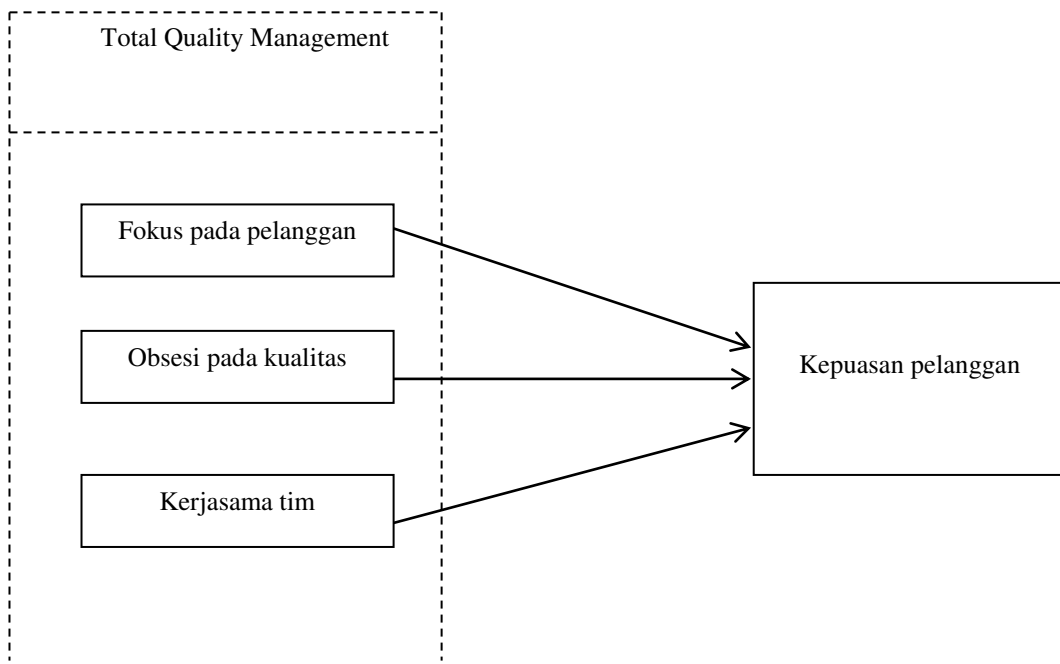 Total Quality Management
Fokus pada pelanggan
Obsesi pada kualitas
Kepuasan pelanggan
Kerjasama tim